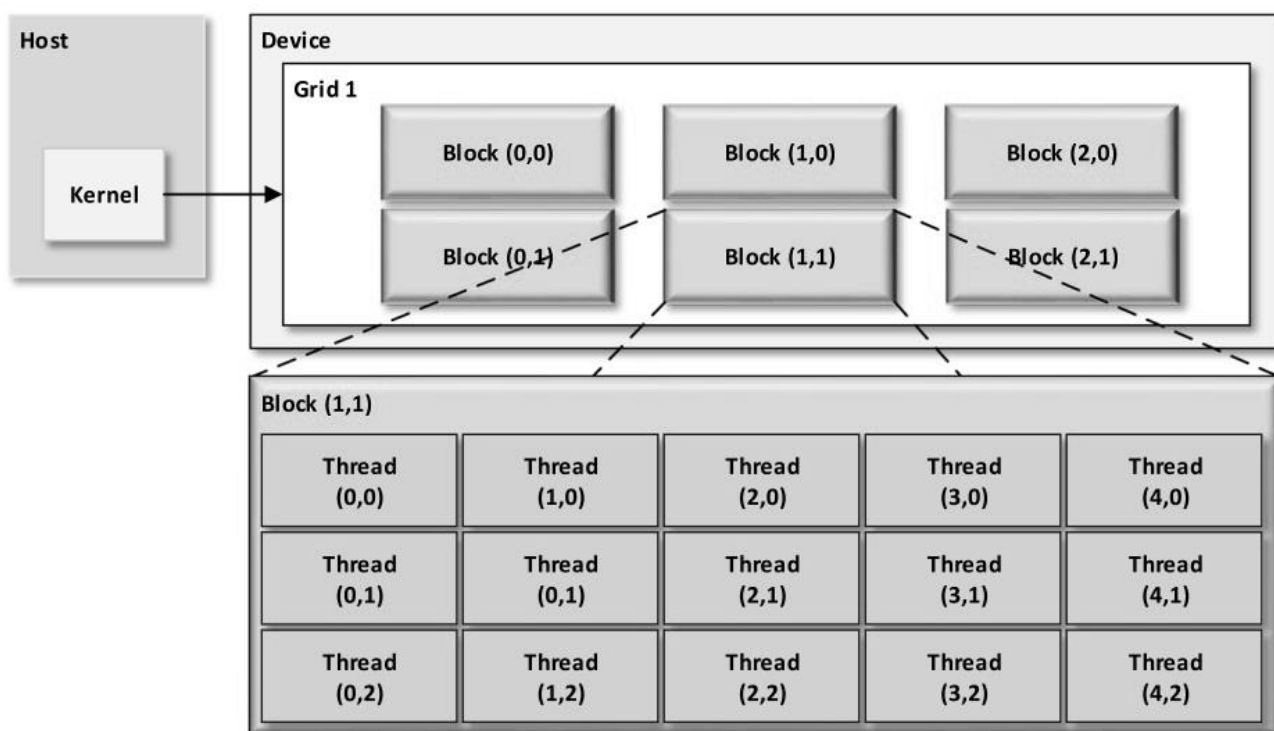 Host
Kernel
Device
Grid 1
Block (0,0)
Block (1,0)
Block (2,0)
Block (0,1)
Block (1,1)
Block (2,1)
Block (1,1)
Thread
(0,0)
Thread
(1,0)
Thread
(2,0)
Thread
(3,0)
Thread
(4,0)
Thread
(0,1)
Thread
(0,1)
Thread
(2,1)
Thread
(3,1)
Thread
(4,1)
Thread
(0,2)
Thread
(1,2)
Thread
(2,2)
Thread
(3,2)
Thread
(4,2)